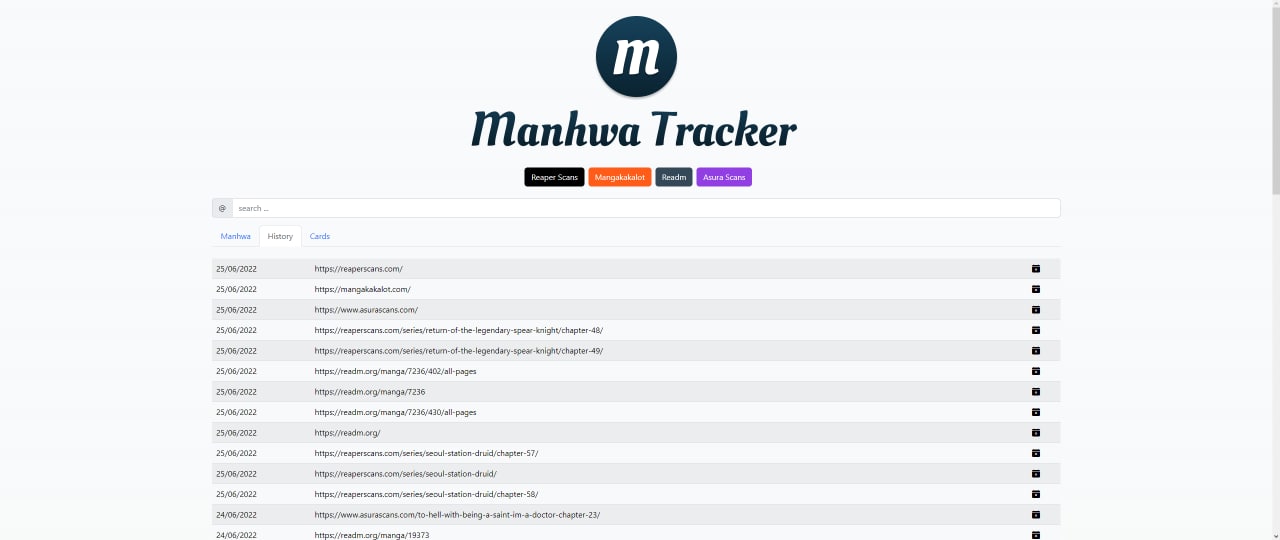 m
Manhwa Tracker
Reaper Scans Mangakakalot Readm Asura Scans
@ search ...
Manhwa History Cards
25/06/2022 https://reaperscans.com/
25/06/2022 https://mangakakalot.com/
25/06/2022 https://www.asurascans.com/
25/06/2022 https://reaperscans.com/series/return-of-the-legendary-spear-knight/chapter-48/
25/06/2022 https://reaperscans.com/series/return-of-the-legendary-spear-knight/chapter-49/
25/06/2022 https://readm.org/manga/7236/402/all-pages
25/06/2022 https://readm.org/manga/7236
25/06/2022 https://readm.org/manga/7236/430/all-pages
25/06/2022 https://readm.org/
25/06/2022 https://reaperscans.com/series/seoul-station-druid/chapter-57/
25/06/2022 https://reaperscans.com/series/seoul-station-druid/
25/06/2022 https://reaperscans.com/series/seoul-station-druid/chapter-58/
24/06/2022 https://www.asurascans.com/to-hell-with-being-a-saint-im-a-doctor-chapter-23/
24/06/2022 https://readm.org/manga/19373